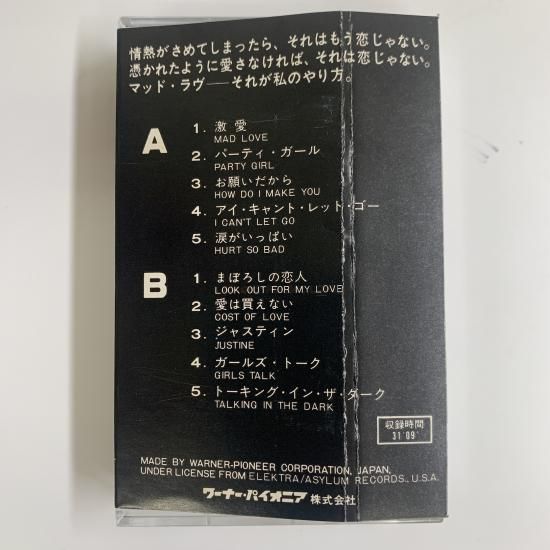 情熱がさめてしまったら、それはもう恋じゃない。
憑かれたように愛さなければ、それは恋じゃない。
マッド・ラヴ——それが私のやり方。
A
1. 激愛
MAD LOVE
2. パーティ・ガール
PARTY GIRL
3. お願いだから
HOW DO I MAKE YOU
4. アイ・キャント・レット・ゴー
I CAN'T LET GO
5. 涙がいっぱい
HURT SO BAD
B
1. まぼろしの恋人
LOOK OUT FOR MY LOVE
2. 愛は買えない
COST OF LOVE
3. ジャスティン
JUSTINE
4. ガールズ・トーク
GIRLS TALK
5. トーキング・イン・ザ・ダーク
TALKING IN THE DARK
収録時間
31'09"
MADE BY WARNER-PIONEER CORPORATION, JAPAN,
UNDER LICENSE FROM ELEKTRA/ASYLUM RECORDS., U.S.A.
ワーナー・パイオニア株式会社